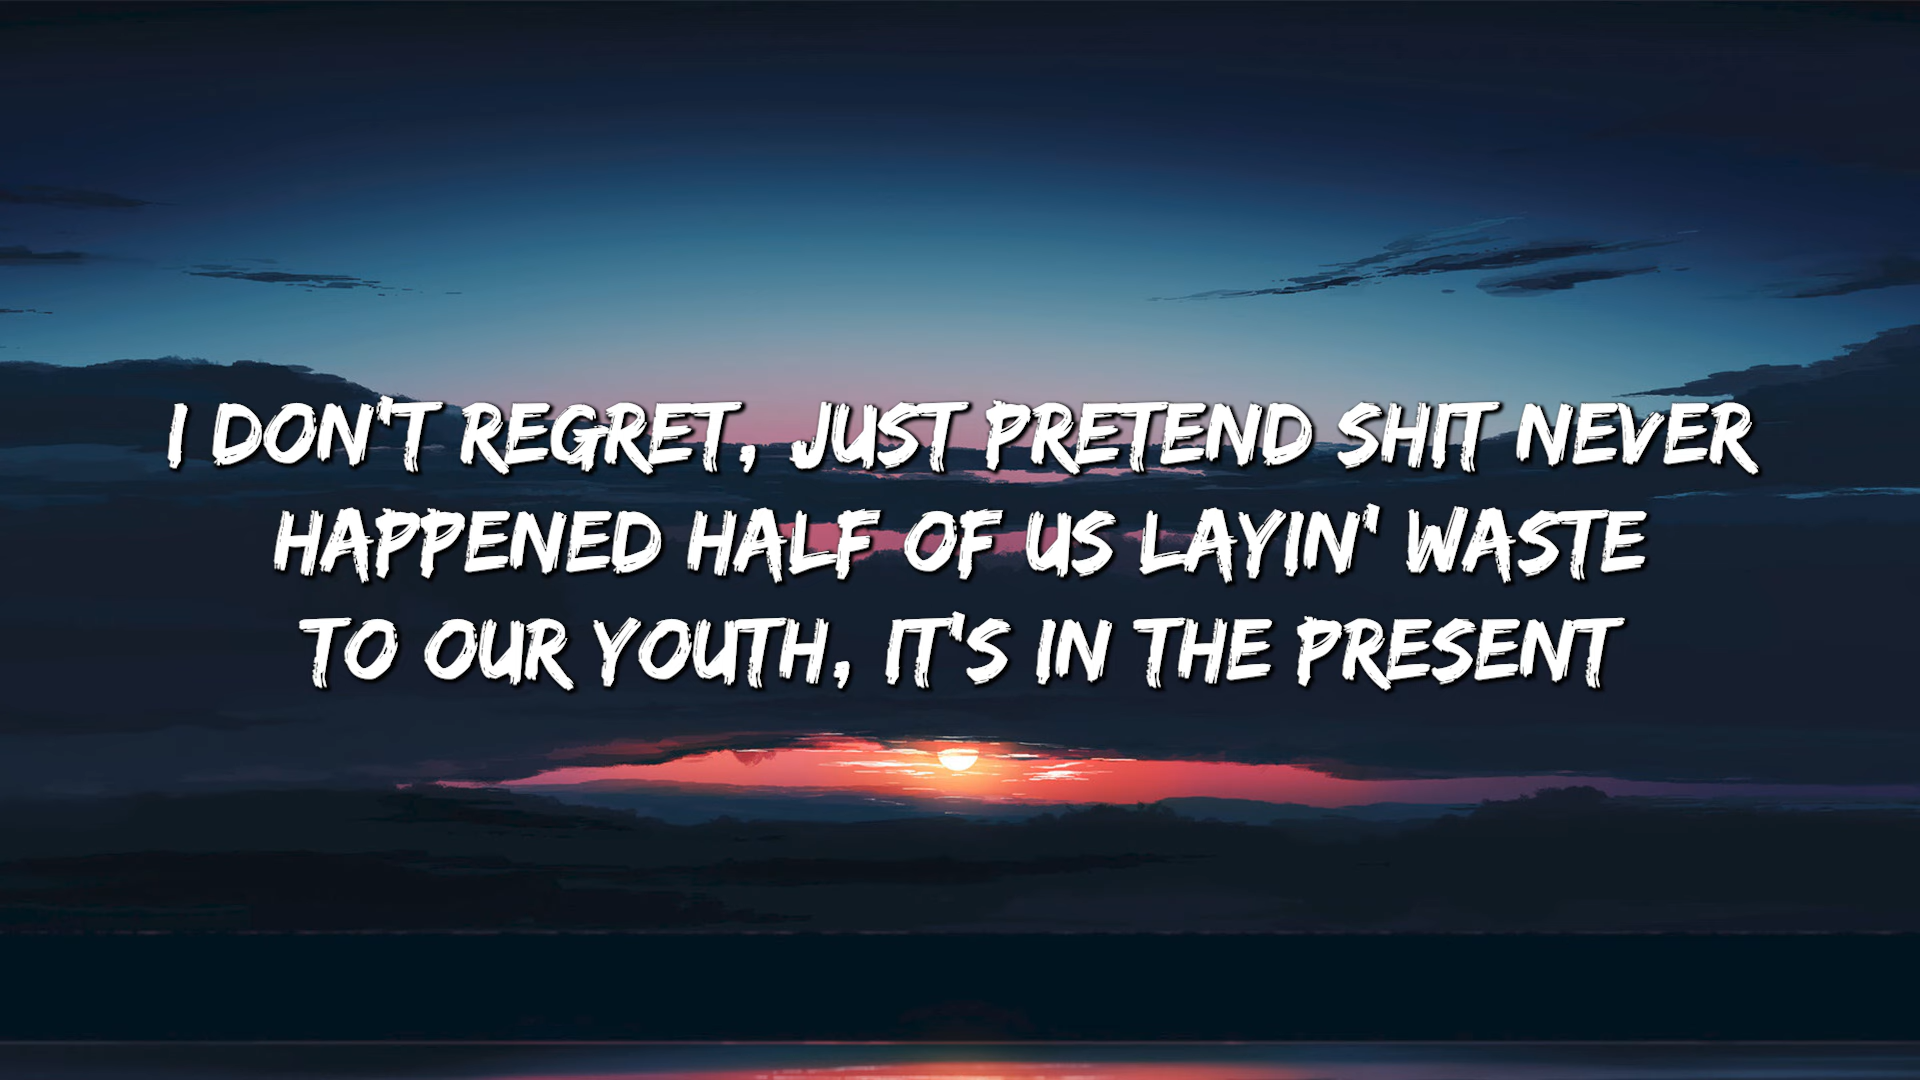 I DON'T REGRET, JUST PRETEND SHIT NEVER
HAPPENED HALF OF US LAYIN' WASTE
TO OUR YOUTH, IT'S IN THE PRESENT